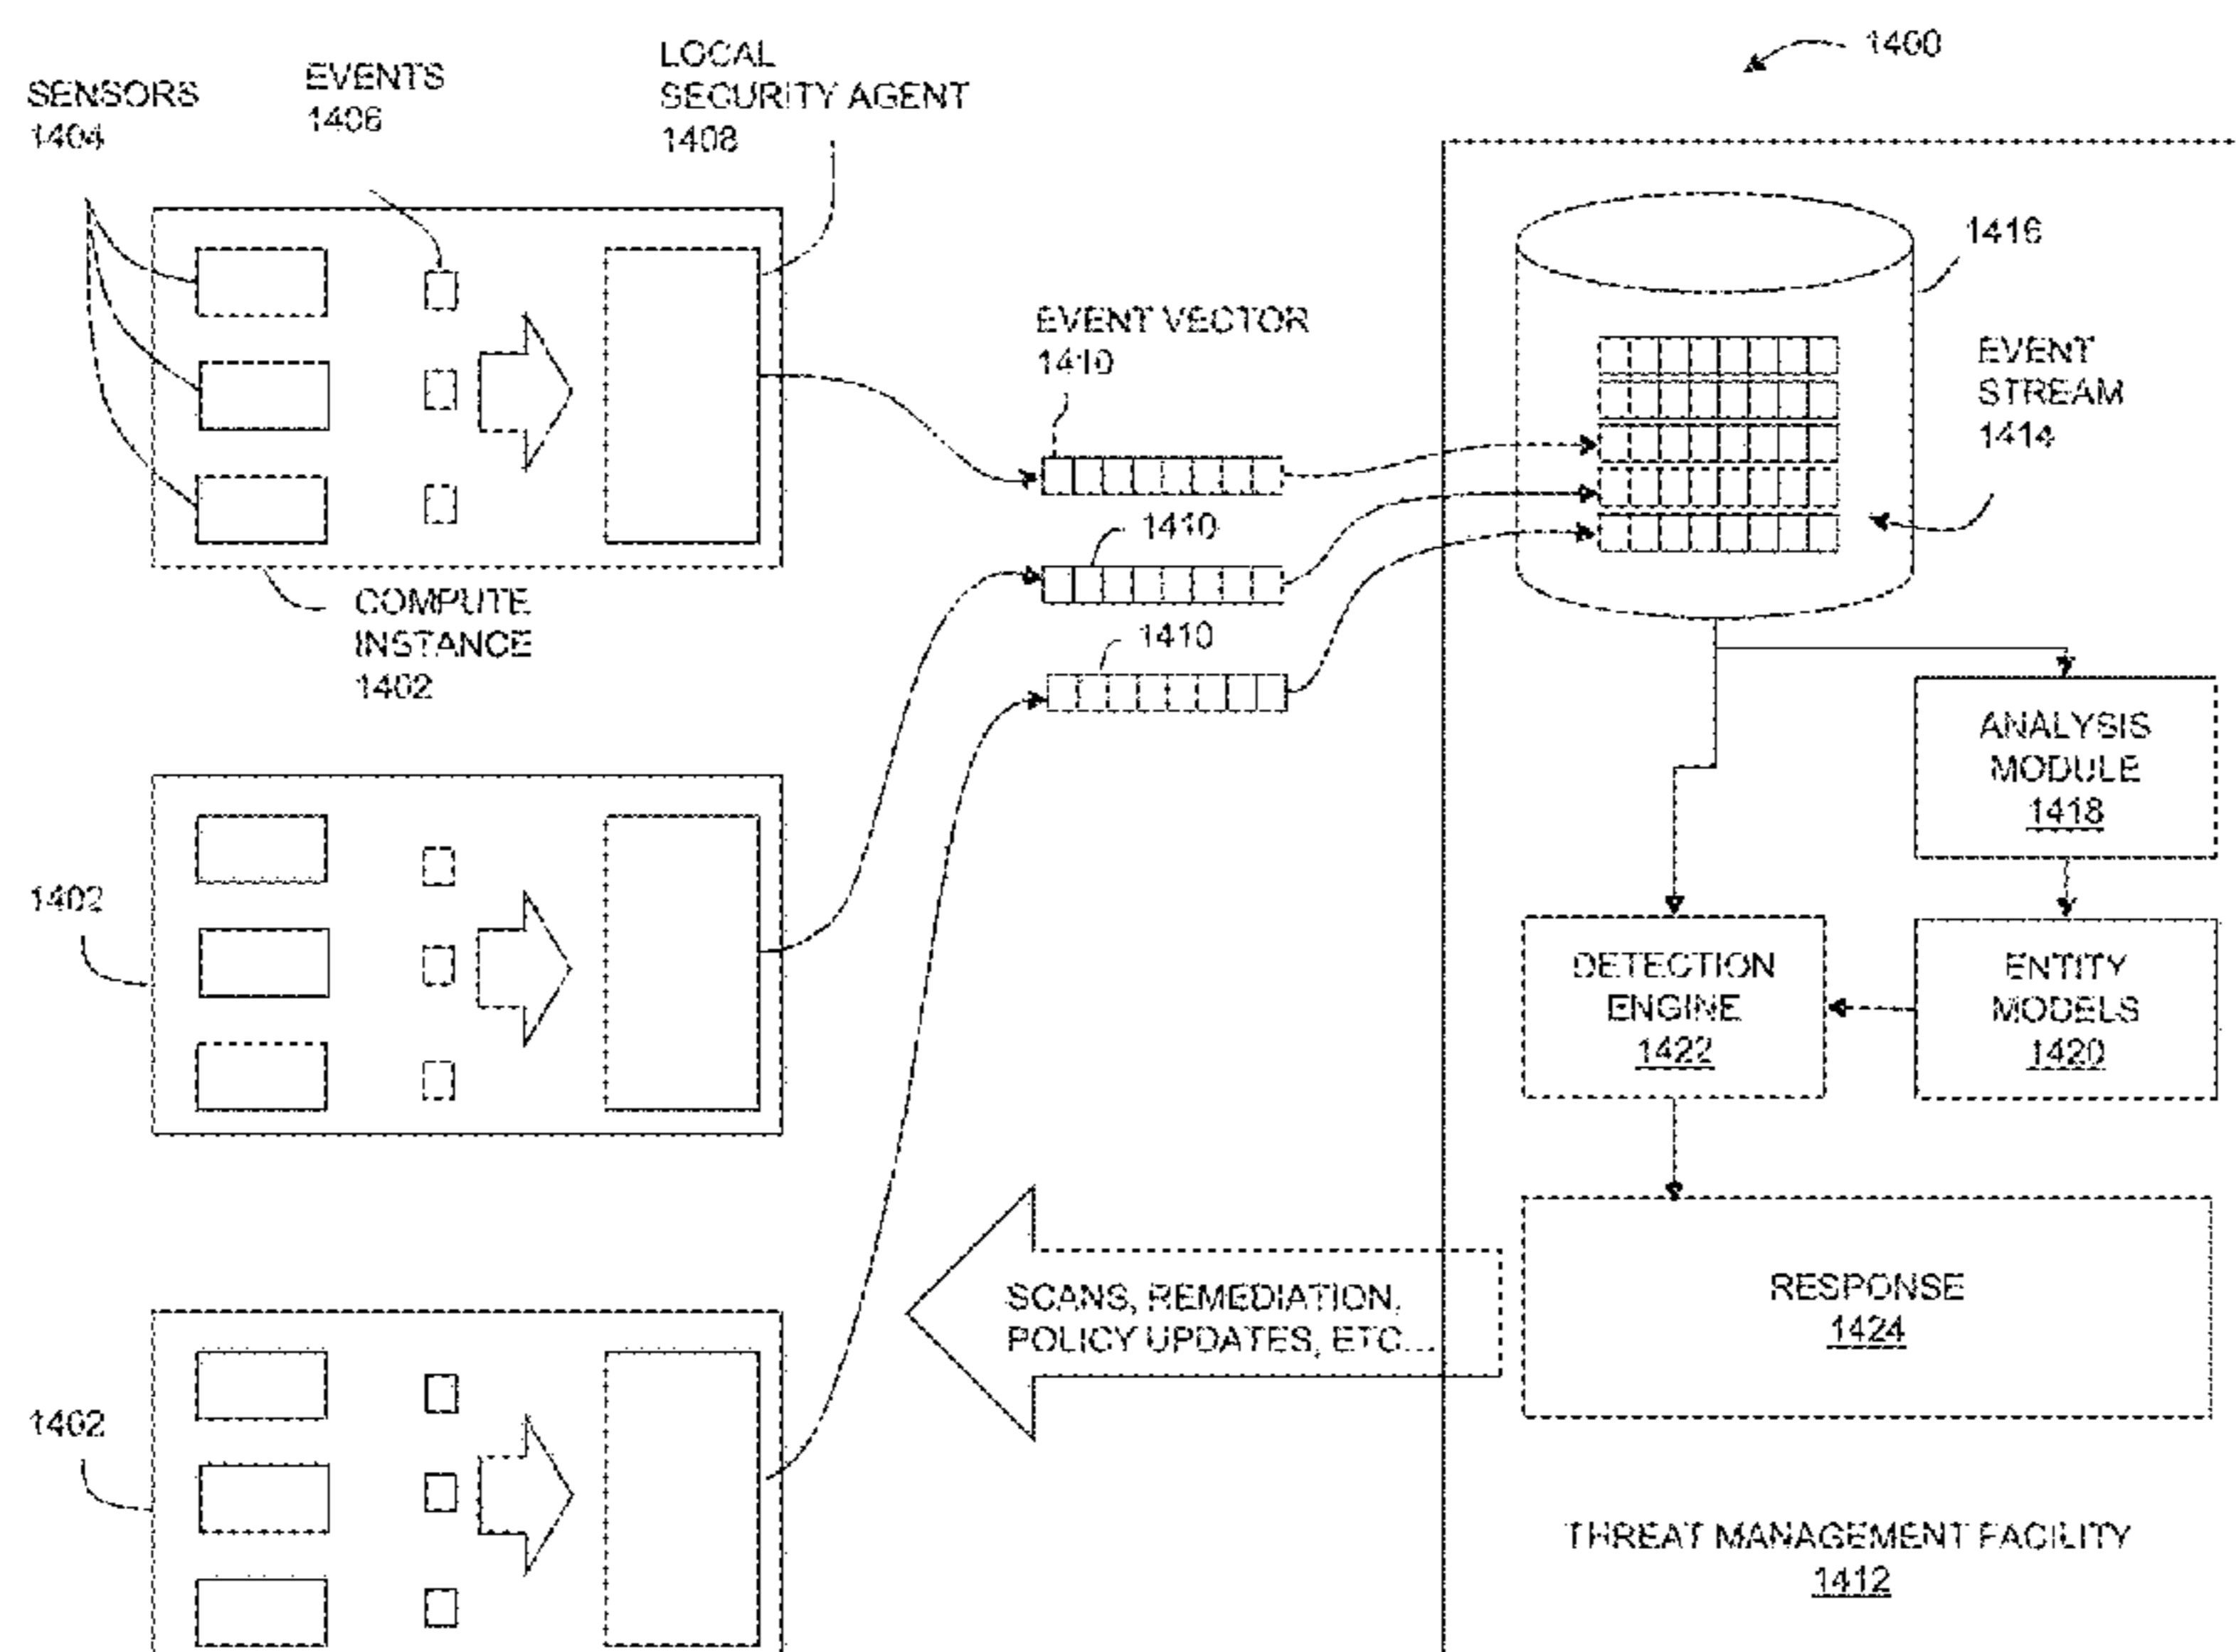 1400
SENSORS
1404
EVENTS
1406
LOCAL
SECURITY AGENT
1408
1416
EVENT VECTOR
1410
EVENT
STREAM
1414
1410
COMPUTE
INSTANCE
1402
1410
ANALYSIS
MODULE
1418
1402
DETECTION
ENGINE
1422
ENTITY
MODELS
1420
SCANS, REMEDIATION,
POLICY UPDATES, ETC...
RESPONSE
1424
1402
THREAT MANAGEMENT FACILITY
1412